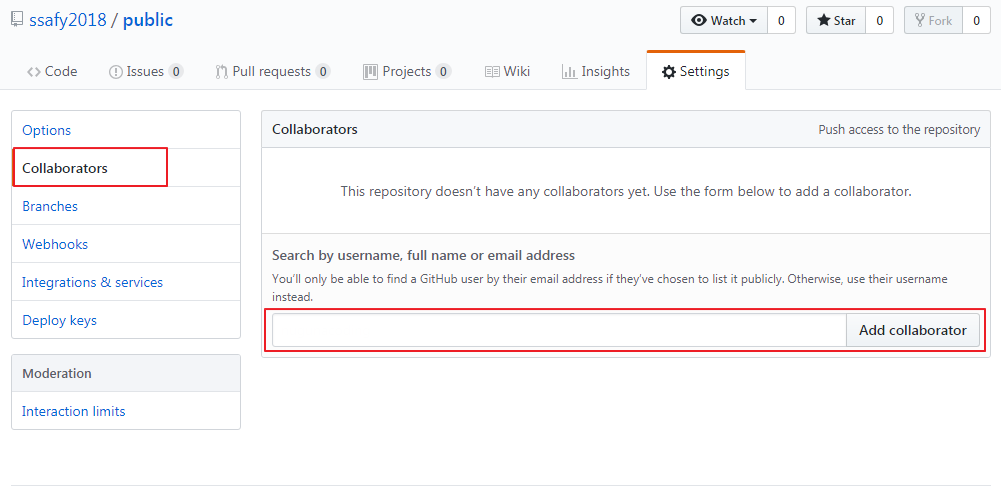 ssafy2018 / public
Watch 0 Star 0 Fork 0
Code Issues 0 Pull requests 0 Projects 0 Wiki Insights Settings
Options
Collaborators
Branches
Webhooks
Integrations & services
Deploy keys
Moderation
Interaction limits
Collaborators Push access to the repository
This repository doesn't have any collaborators yet. Use the form below to add a collaborator.
Search by username, full name or email address
You'll only be able to find a GitHub user by their email address if they've chosen to list it publicly. Otherwise, use their username
instead.
Add collaborator